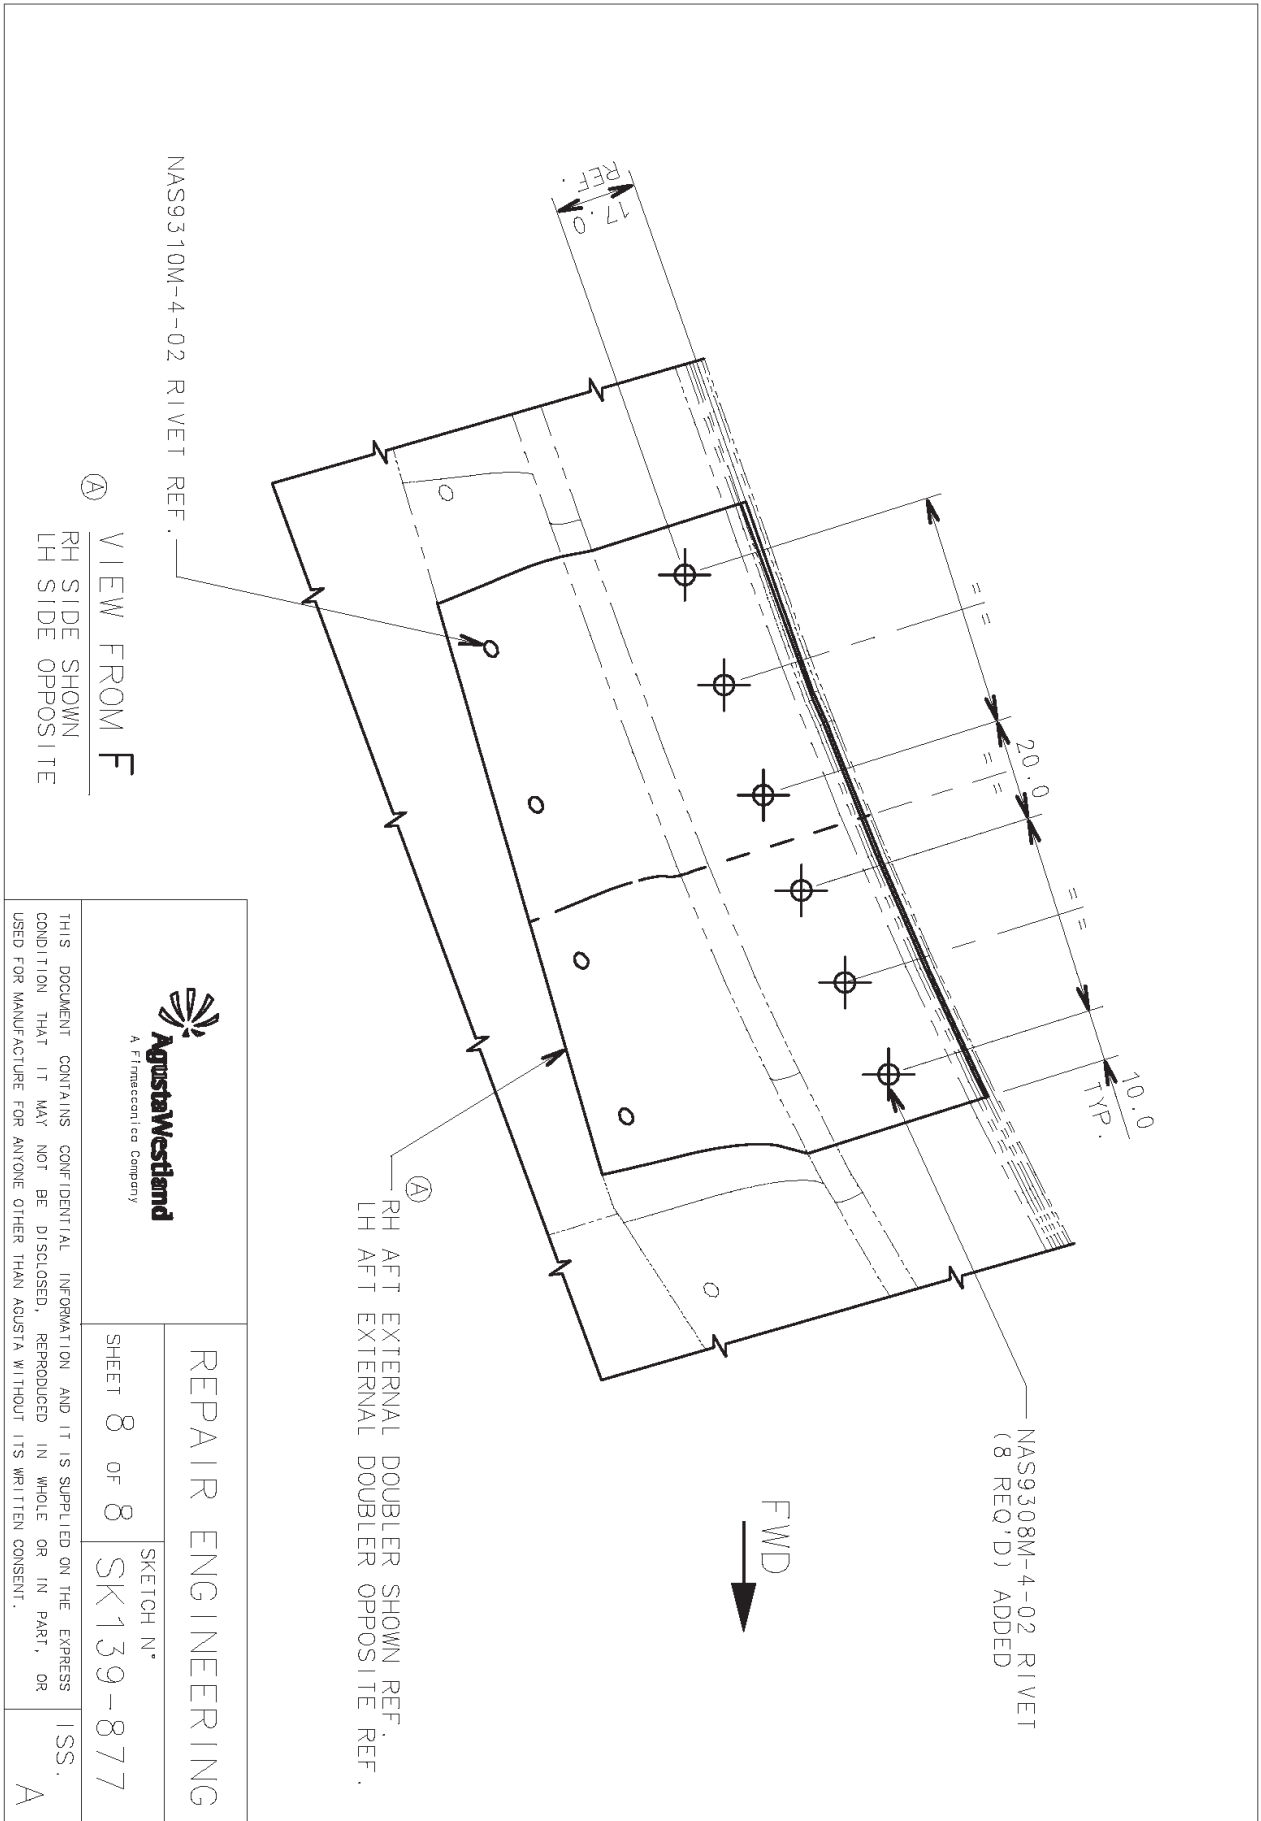 10.0
TYP.
20.0
=
=
=
=
=
=
17.0
REF.
NAS9308M-4-02 RIVET
(8 REQ'D) ADDED
FWD
NAS9310M-4-02 RIVET REF.
A
RH AFT EXTERNAL DOUBLER SHOWN REF.
LH AFT EXTERNAL DOUBLER OPPOSITE REF.
A
VIEW FROM F
RH SIDE SHOWN
LH SIDE OPPOSITE
AgustaWestland
A Finmeccanica Company
REPAIR ENGINEERING
SHEET 8 OF 8
SKETCH N°
SK139-877
THIS DOCUMENT CONTAINS CONFIDENTIAL INFORMATION AND IT IS SUPPLIED ON THE EXPRESS
CONDITION THAT IT MAY NOT BE DISCLOSED, REPRODUCED IN WHOLE OR IN PART, OR
USED FOR MANUFACTURE FOR ANYONE OTHER THAN AGUSTA WITHOUT ITS WRITTEN CONSENT.
ISS.
A